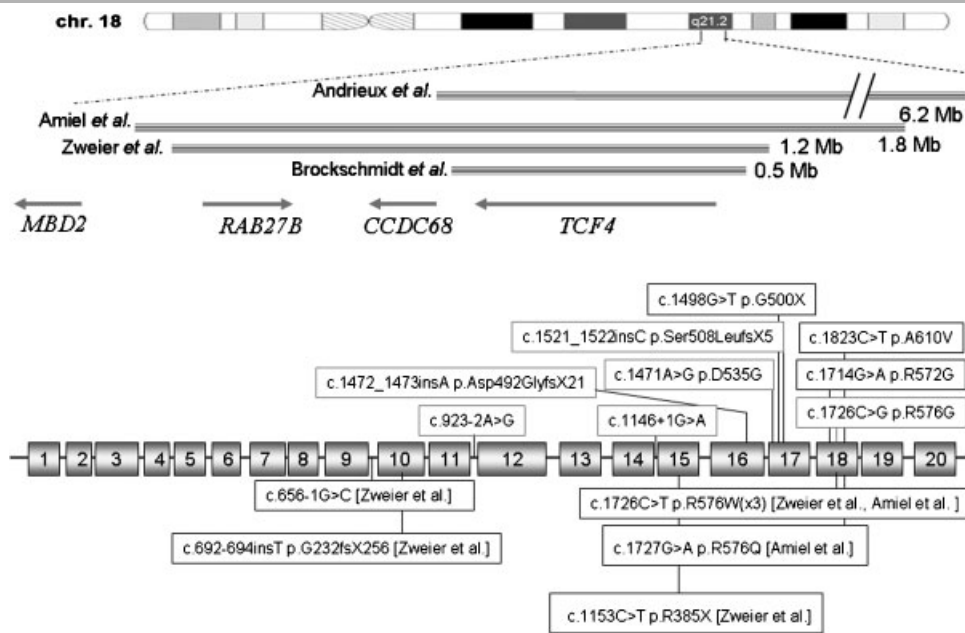 chr. 18
q21.2
Andrieux et al.
6.2 Mb
Amiel et al.
1.8 Mb
Zweier et al.
1.2 Mb
Brockschmidt et al.
0.5 Mb
MBD2
RAB27B
CCDC68
TCF4
c.1498G>T p.G500X
c.1521_1522insC p.Ser508LeufsX5
c.1823C>T p.A610V
c.1472_1473insA p.Asp492GlyfsX21
c.1471A>G p.D535G
c.1714G>A p.R572G
c.923-2A>G
c.1146+1G>A
c.1726C>G p.R576G
1 2 3 4 5 6 7 8 9 10 11 12 13 14 15 16 17 18 19 20
c.656-1G>C [Zweier et al.]
c.1726C>T p.R576W(x3) [Zweier et al., Amiel et al. ]
c.692-694insT p.G232fsX256 [Zweier et al.]
c.1727G>A p.R576Q [Amiel et al.]
c.1153C>T p.R385X [Zweier et al.]